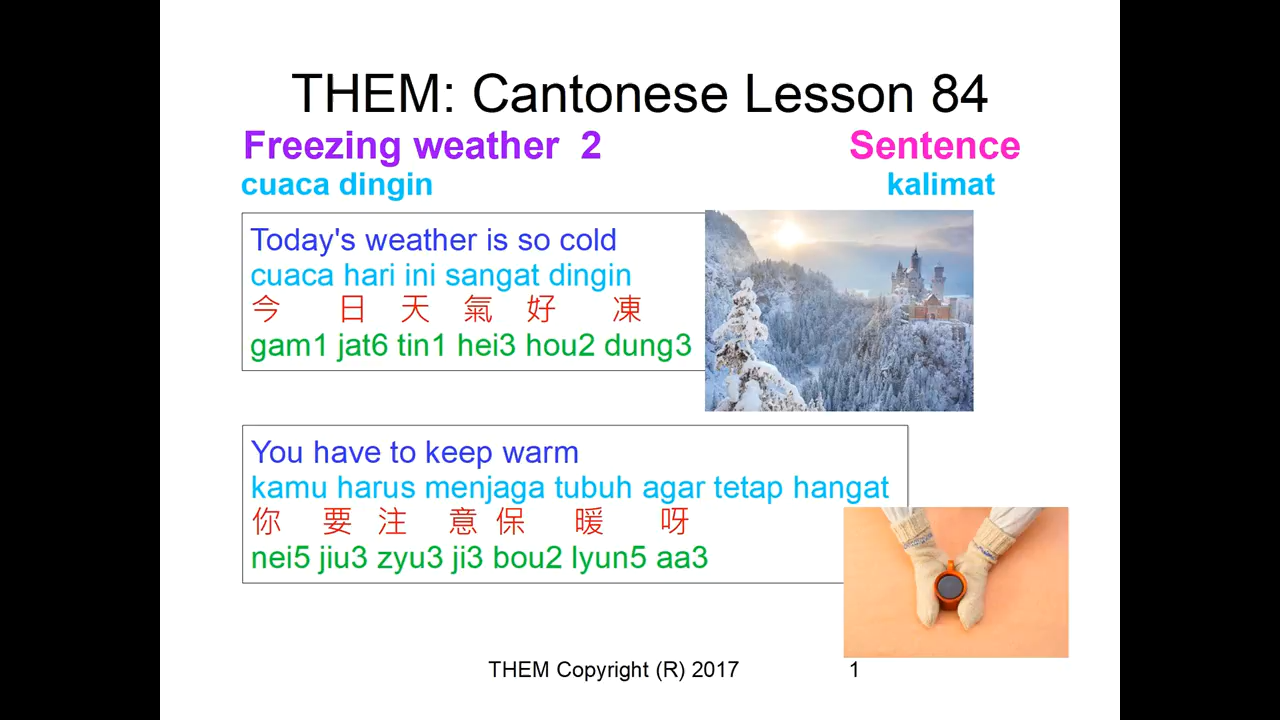 THEM: Cantonese Lesson 84
Freezing weather 2
Sentence
cuaca dingin
kalimat
Today's weather is so cold
cuaca hari ini sangat dingin
今 日 天 氣 好 凍
gam1 jat6 tin1 hei3 hou2 dung3
You have to keep warm
kamu harus menjaga tubuh agar tetap hangat
你 要 注 意 保 暖 呀
nei5 jiu3 zyu3 ji3 bou2 lyun5 aa3
THEM Copyright (R) 2017
1